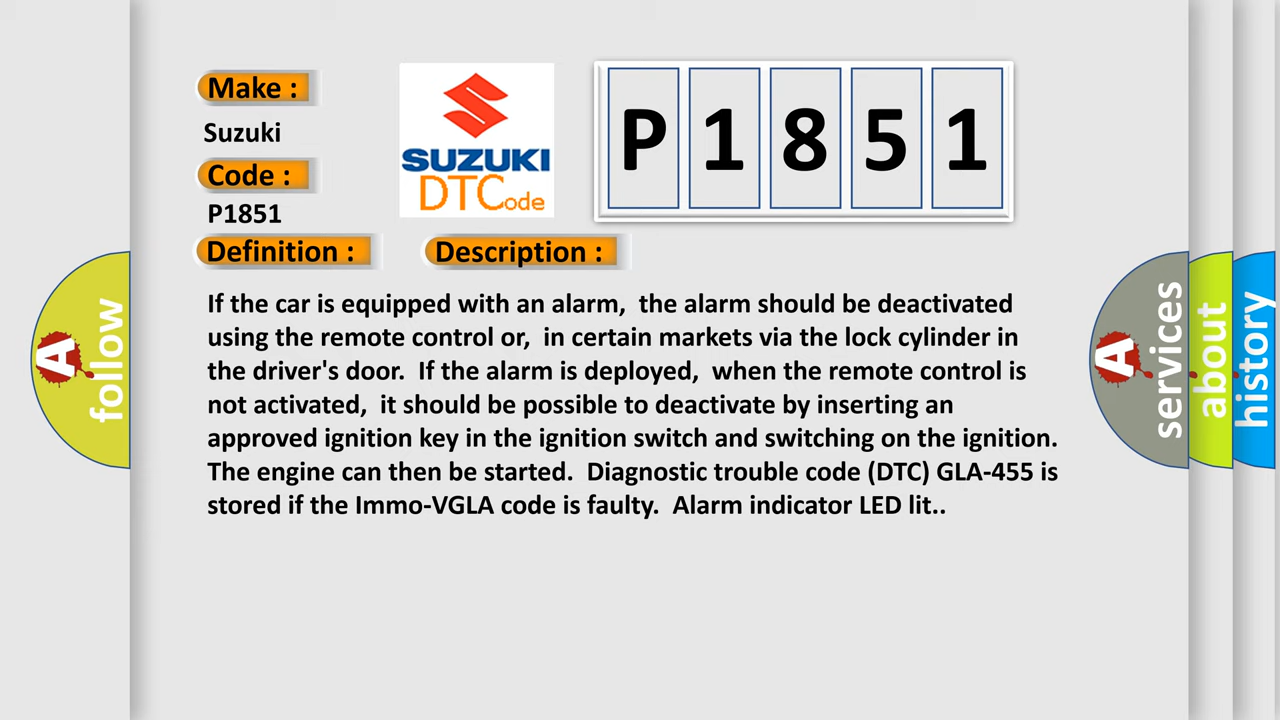 Make :
Suzuki
Code :
P1851
Definition :
Description :
SUZUKI
DTCode
P1851
If the car is equipped with an alarm,  the alarm should be deactivated
using the remote control or,  in certain markets via the lock cylinder in
the driver's door.  If the alarm is deployed,  when the remote control is
not activated,  it should be possible to deactivate by inserting an
approved ignition key in the ignition switch and switching on the ignition.
The engine can then be started.  Diagnostic trouble code (DTC) GLA-455 is
stored if the Immo-VGLA code is faulty.  Alarm indicator LED lit..
A follow
A services
about
history